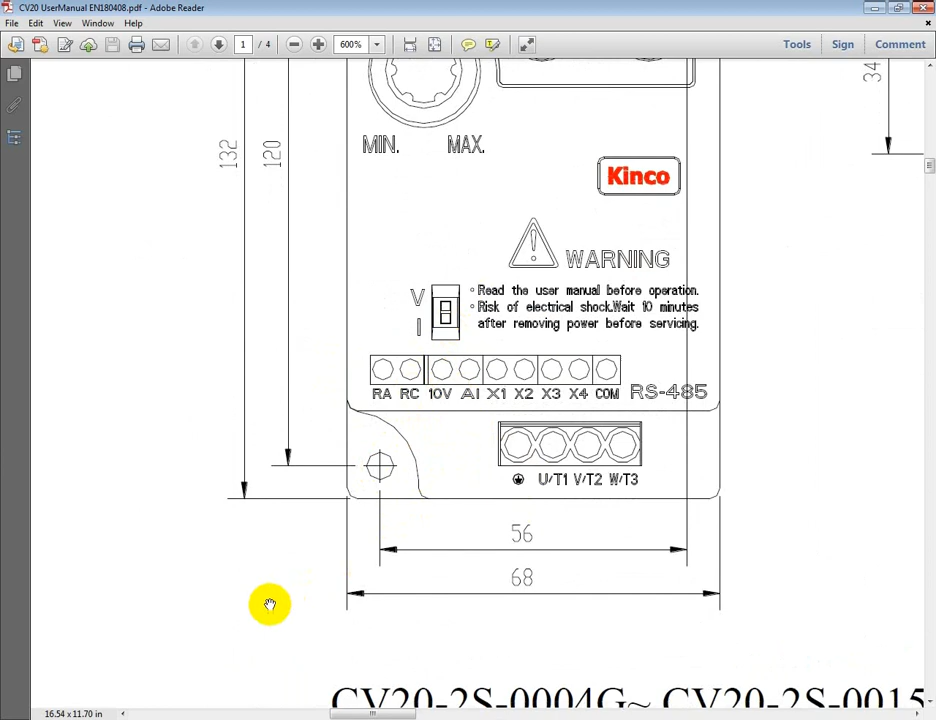 CV20 UserManual EN180408.pdf - Adobe Reader
File Edit View Window Help
1 / 4 600% Tools Sign Comment
34
132 120
MIN. MAX.
Kinco
WARNING
V
I
◦Read the user manual before operation.
◦Risk of electrical shock.Wait 10 minutes
after removing power before servicing.
RA RC 10V AI X1 X2 X3 X4 COM RS-485
U/T1 V/T2 W/T3
56
68
CV20-2S-0004G~ CV20-2S-0015
16.54 x 11.70 in